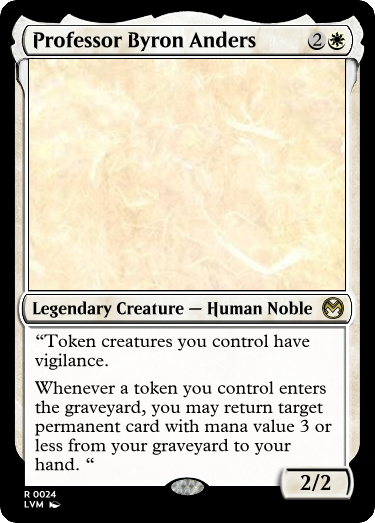 Professor Byron Anders 2
Legendary Creature — Human Noble
“Token creatures you control have
vigilance.
Whenever a token you control enters
the graveyard, you may return target
permanent card with mana value 3 or
less from your graveyard to your
hand. “
2/2
R 0024
LVM